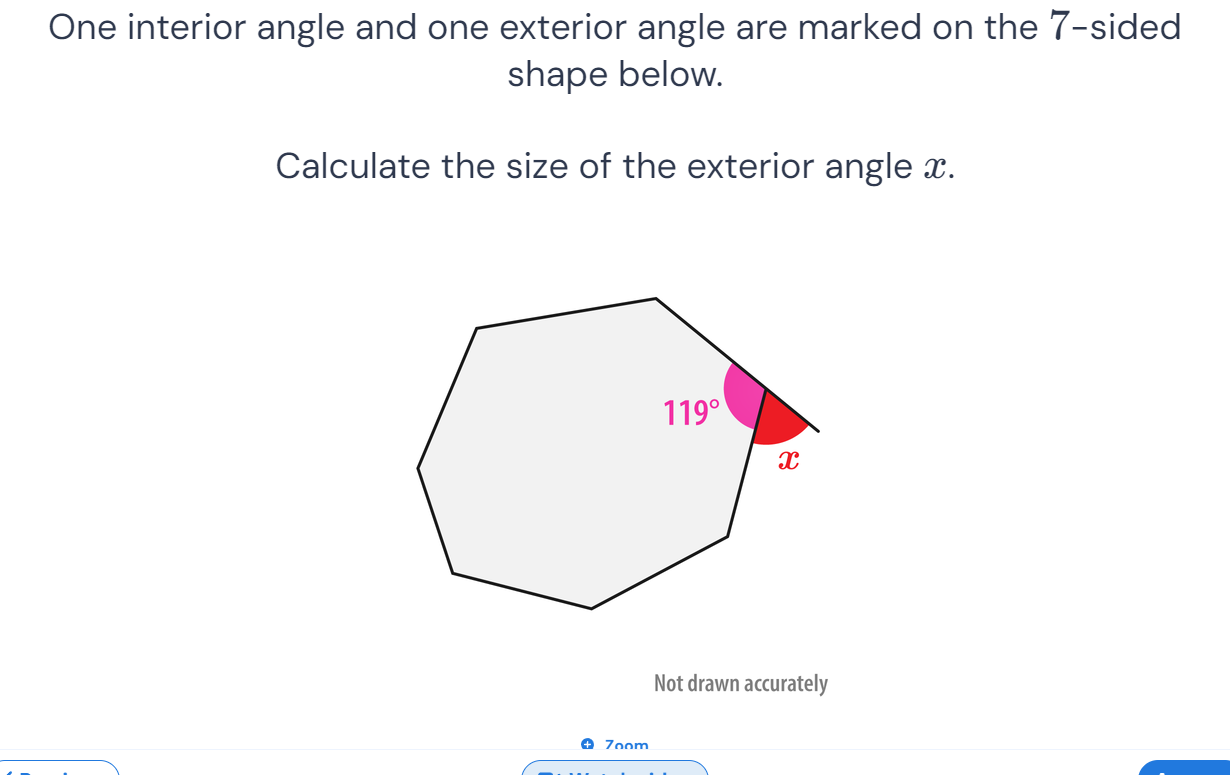 One interior angle and one exterior angle are marked on the 7-sided
shape below.
Calculate the size of the exterior angle x.
119°
x
Not drawn accurately
Zoom